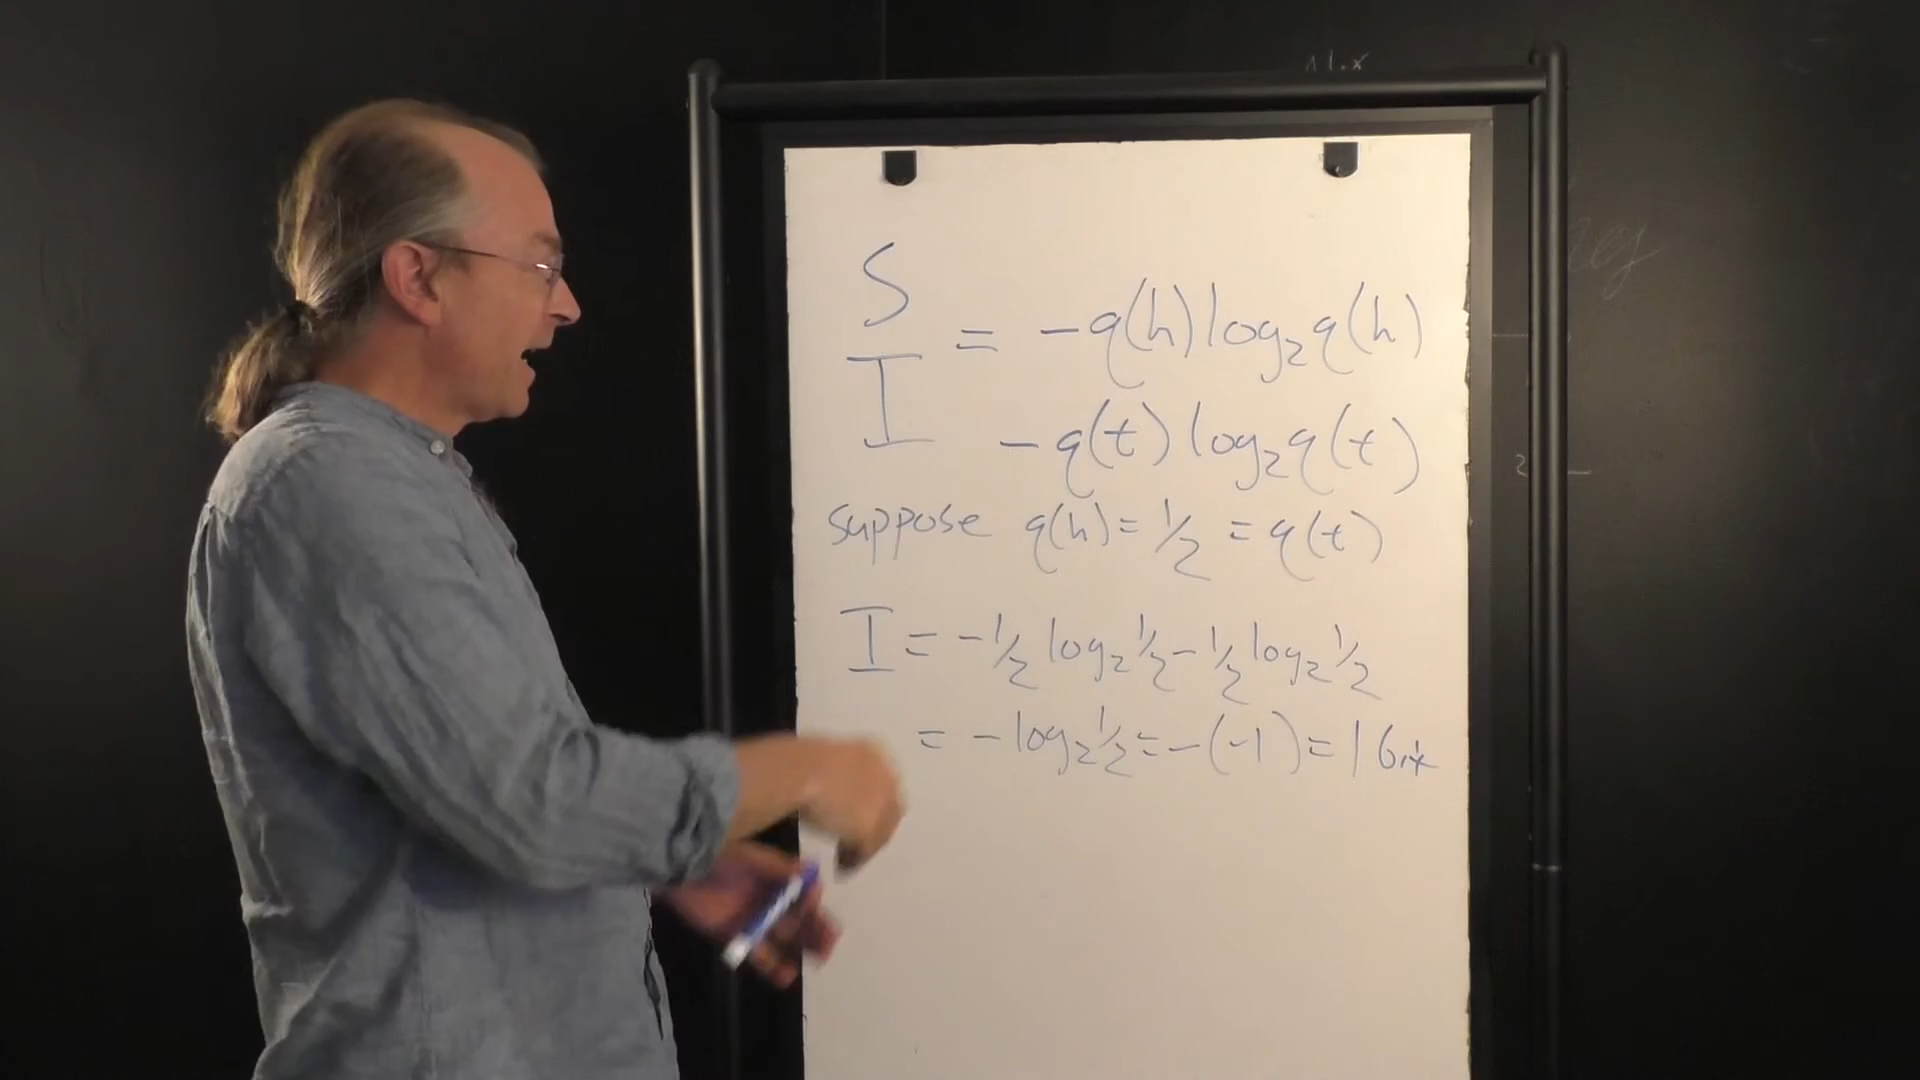 S
I = -q(h) log₂ q(h)
-q(t) log₂ q(t)
suppose q(h) = 1/2 = q(t)
I = -1/2 log₂ 1/2 - 1/2 log₂ 1/2
= -log₂ 1/2 = -(-1) = 1 bit